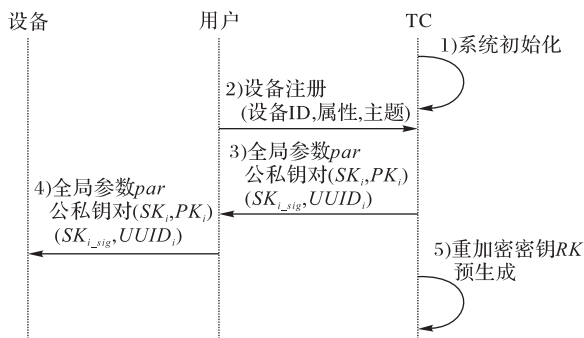 设备 用户 TC
1)系统初始化
2)设备注册
(设备ID,属性,主题)
3)全局参数par
公私钥对(SKi,PKi)
(SKi_sig,UUIDi)
4)全局参数par
公私钥对(SKi,PKi)
(SKi_sig,UUIDi)
5)重加密密钥RK
预生成